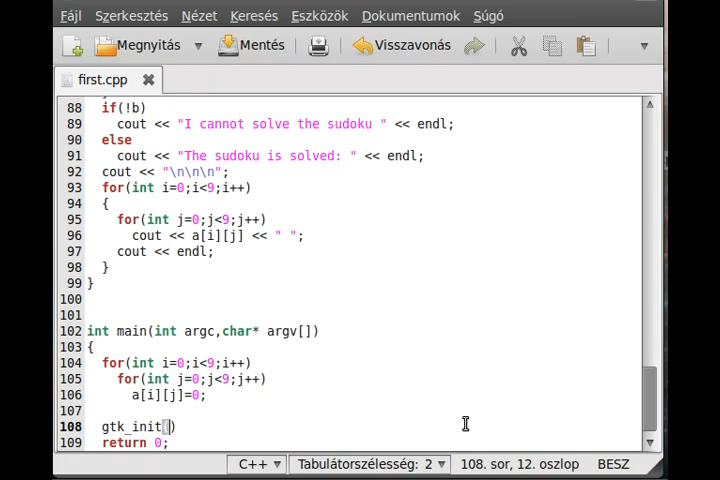 Fájl Szerkesztés Nézet Keresés Eszközök Dokumentumok Súgó
Megnyitás Mentés Visszavonás
first.cpp
88 if(!b)
89 cout << "I cannot solve the sudoku " << endl;
90 else
91 cout << "The sudoku is solved: " << endl;
92 cout << "\n\n\n";
93 for(int i=0;i<9;i++)
94 {
95 for(int j=0;j<9;j++)
96 cout << a[i][j] << " ";
97 cout << endl;
98 }
99 }
100
101
102 int main(int argc,char* argv[])
103 {
104 for(int i=0;i<9;i++)
105 for(int j=0;j<9;j++)
106 a[i][j]=0;
107
108 gtk_init()
109 return 0;
C++ Tabulátorszélesség: 2 108. sor, 12. oszlop BESZ